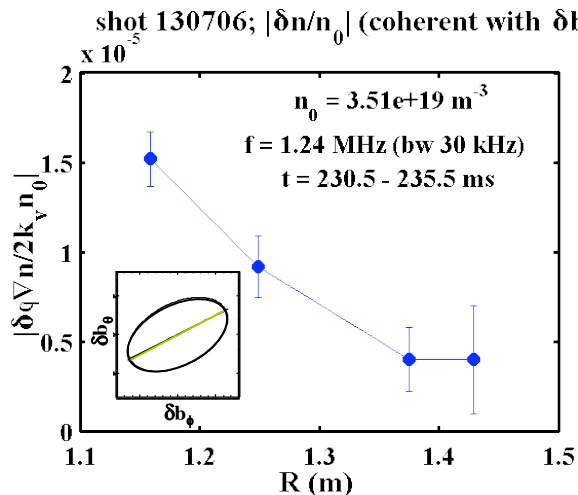 shot 130706; |δn/n₀| (coherent with δb
x 10⁻⁵
2
1.5
1
0.5
0
|δq∇n/2kᵥn₀|
n₀ = 3.51e+19 m⁻³
f = 1.24 MHz (bw 30 kHz)
t = 230.5 - 235.5 ms
δb_θ
δb_ϕ
1.1 1.2 1.3 1.4 1.5
R (m)